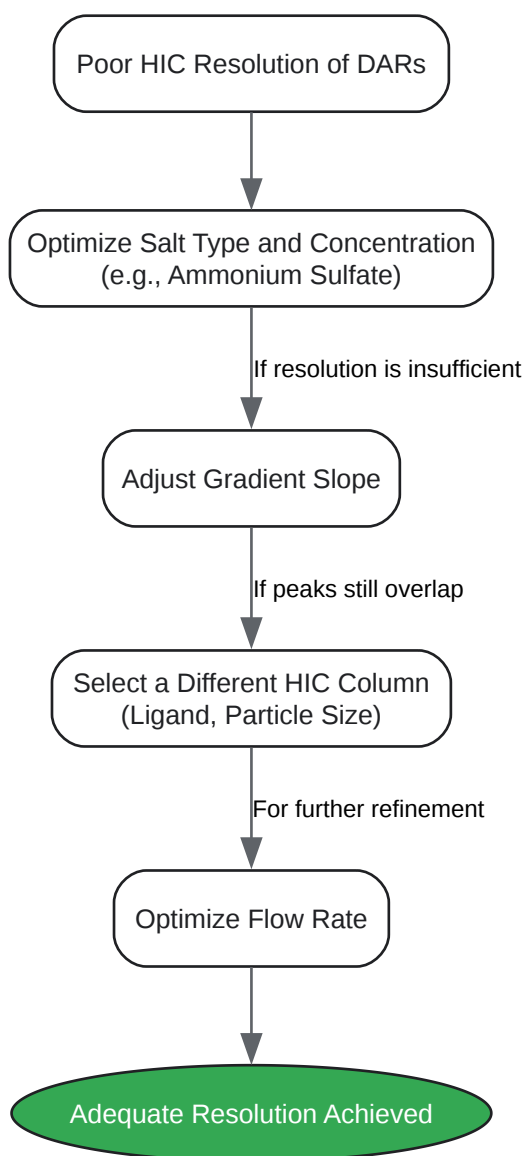 Poor HIC Resolution of DARs
Optimize Salt Type and Concentration
(e.g., Ammonium Sulfate)
If resolution is insufficient
Adjust Gradient Slope
If peaks still overlap
Select a Different HIC Column
(Ligand, Particle Size)
For further refinement
Optimize Flow Rate
Adequate Resolution Achieved